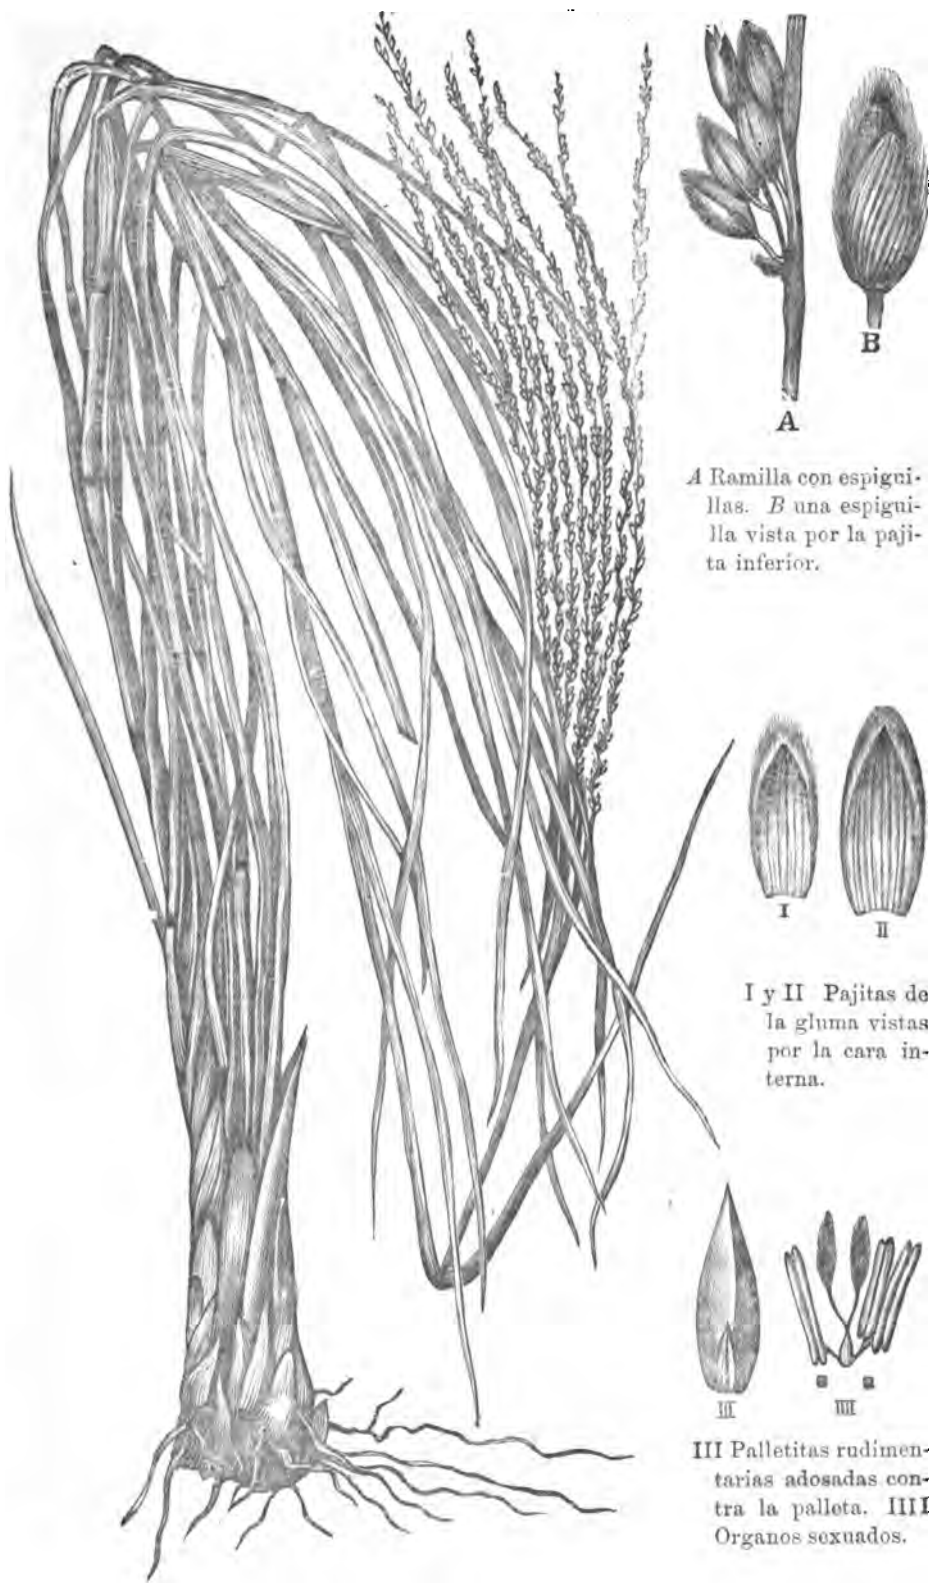 B
A
A Ramilla con espigui-
llas. B una espigui-
lla vista por la paji-
ta inferior.
I
II
I y II Pajitas de
la gluma vistas
por la cara in-
terna.
III
IIII
III Palletitas rudimen-
tarias adosadas con-
tra la palleta. IIII
Organos sexuados.